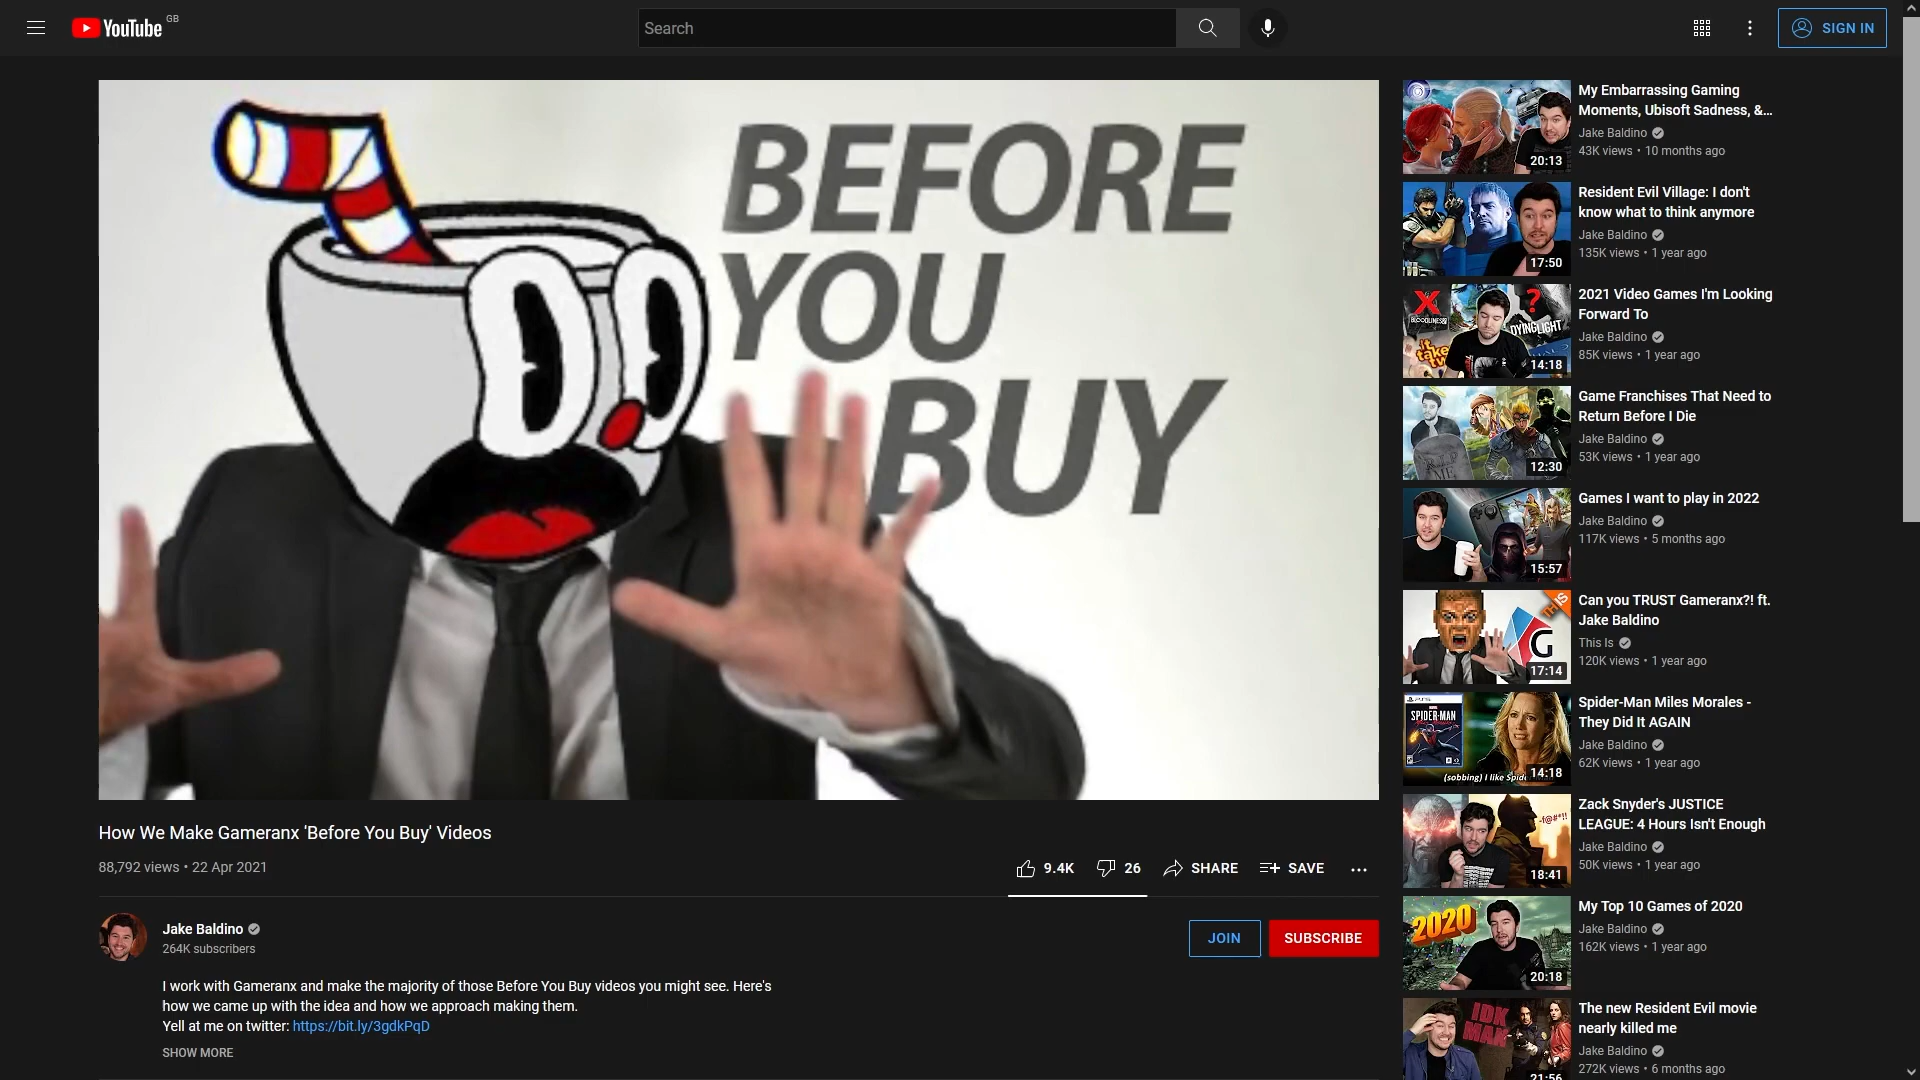 YouTube GB
Search
SIGN IN
BEFORE
YOU
BUY
How We Make Gameranx 'Before You Buy' Videos
88,792 views • 22 Apr 2021
9.4K
26
SHARE
SAVE
Jake Baldino
264K subscribers
JOIN
SUBSCRIBE
I work with Gameranx and make the majority of those Before You Buy videos you might see. Here's
how we came up with the idea and how we approach making them.
Yell at me on twitter: https://bit.ly/3gdkPqD
SHOW MORE
20:13
My Embarrassing Gaming
Moments, Ubisoft Sadness, &...
Jake Baldino
43K views • 10 months ago
17:50
Resident Evil Village: I don't
know what to think anymore
Jake Baldino
135K views • 1 year ago
X
?
DYING LIGHT
14:18
2021 Video Games I'm Looking
Forward To
Jake Baldino
85K views • 1 year ago
12:30
Game Franchises That Need to
Return Before I Die
Jake Baldino
53K views • 1 year ago
15:57
Games I want to play in 2022
Jake Baldino
117K views • 5 months ago
THIS
G
17:14
Can you TRUST Gameranx?! ft.
Jake Baldino
This Is
120K views • 1 year ago
SPIDER-MAN
(sobbing) I like Spid
14:18
Spider-Man Miles Morales -
They Did It AGAIN
Jake Baldino
62K views • 1 year ago
-f@#*!!
18:41
Zack Snyder's JUSTICE
LEAGUE: 4 Hours Isn't Enough
Jake Baldino
50K views • 1 year ago
2020
20:18
My Top 10 Games of 2020
Jake Baldino
162K views • 1 year ago
IDK
MAN
21:56
The new Resident Evil movie
nearly killed me
Jake Baldino
272K views • 6 months ago